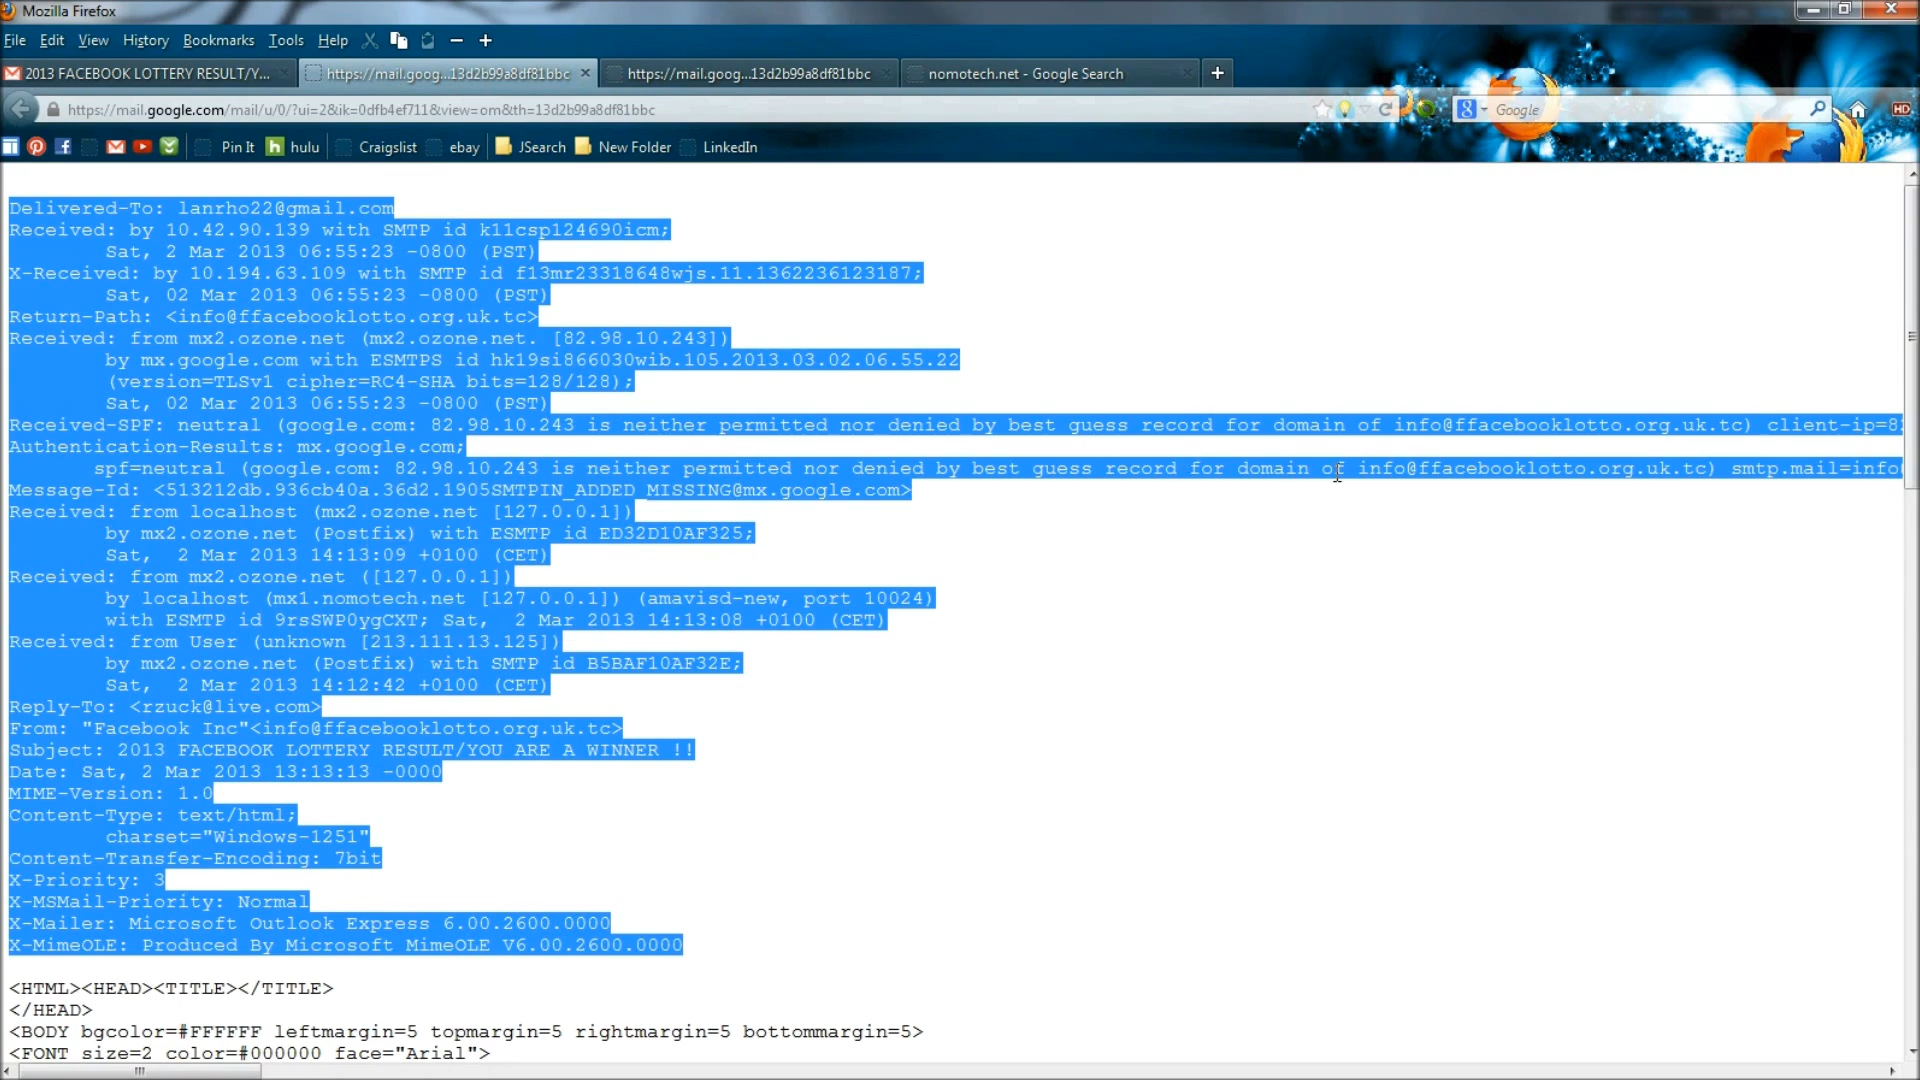 Mozilla Firefox
File Edit View History Bookmarks Tools Help
2013 FACEBOOK LOTTERY RESULT/Y... https://mail.goog...13d2b99a8df81bbc https://mail.goog...13d2b99a8df81bbc nomotech.net - Google Search
https://mail.google.com/mail/u/0/?ui=2&ik=0dfb4ef711&view=om&th=13d2b99a8df81bbc Google HD
Pin It hulu Craigslist ebay JSearch New Folder LinkedIn
Delivered-To: lanrho22@gmail.com
Received: by 10.42.90.139 with SMTP id k11csp124690icm;
Sat, 2 Mar 2013 06:55:23 -0800 (PST)
X-Received: by 10.194.63.109 with SMTP id f13mr23318648wjs.11.1362236123187;
Sat, 02 Mar 2013 06:55:23 -0800 (PST)
Return-Path: <info@ffacebooklotto.org.uk.tc>
Received: from mx2.ozone.net (mx2.ozone.net. [82.98.10.243])
by mx.google.com with ESMTPS id hk19si866030wib.105.2013.03.02.06.55.22
(version=TLSv1 cipher=RC4-SHA bits=128/128);
Sat, 02 Mar 2013 06:55:23 -0800 (PST)
Received-SPF: neutral (google.com: 82.98.10.243 is neither permitted nor denied by best guess record for domain of info@ffacebooklotto.org.uk.tc) client-ip=82
Authentication-Results: mx.google.com;
spf=neutral (google.com: 82.98.10.243 is neither permitted nor denied by best guess record for domain of info@ffacebooklotto.org.uk.tc) smtp.mail=info
Message-Id: <513212db.936cb40a.36d2.1905SMTPIN_ADDED_MISSING@mx.google.com>
Received: from localhost (mx2.ozone.net [127.0.0.1])
by mx2.ozone.net (Postfix) with ESMTP id ED32D10AF325;
Sat, 2 Mar 2013 14:13:09 +0100 (CET)
Received: from mx2.ozone.net ([127.0.0.1])
by localhost (mx1.nomotech.net [127.0.0.1]) (amavisd-new, port 10024)
with ESMTP id 9rsSWP0ygCXT; Sat, 2 Mar 2013 14:13:08 +0100 (CET)
Received: from User (unknown [213.111.13.125])
by mx2.ozone.net (Postfix) with SMTP id B5BAF10AF32E;
Sat, 2 Mar 2013 14:12:42 +0100 (CET)
Reply-To: <rzuck@live.com>
From: "Facebook Inc"<info@ffacebooklotto.org.uk.tc>
Subject: 2013 FACEBOOK LOTTERY RESULT/YOU ARE A WINNER !!
Date: Sat, 2 Mar 2013 13:13:13 -0000
MIME-Version: 1.0
Content-Type: text/html;
charset="Windows-1251"
Content-Transfer-Encoding: 7bit
X-Priority: 3
X-MSMail-Priority: Normal
X-Mailer: Microsoft Outlook Express 6.00.2600.0000
X-MimeOLE: Produced By Microsoft MimeOLE V6.00.2600.0000
<HTML><HEAD><TITLE></TITLE>
</HEAD>
<BODY bgcolor=#FFFFFF leftmargin=5 topmargin=5 rightmargin=5 bottommargin=5>
<FONT size=2 color=#000000 face="Arial">